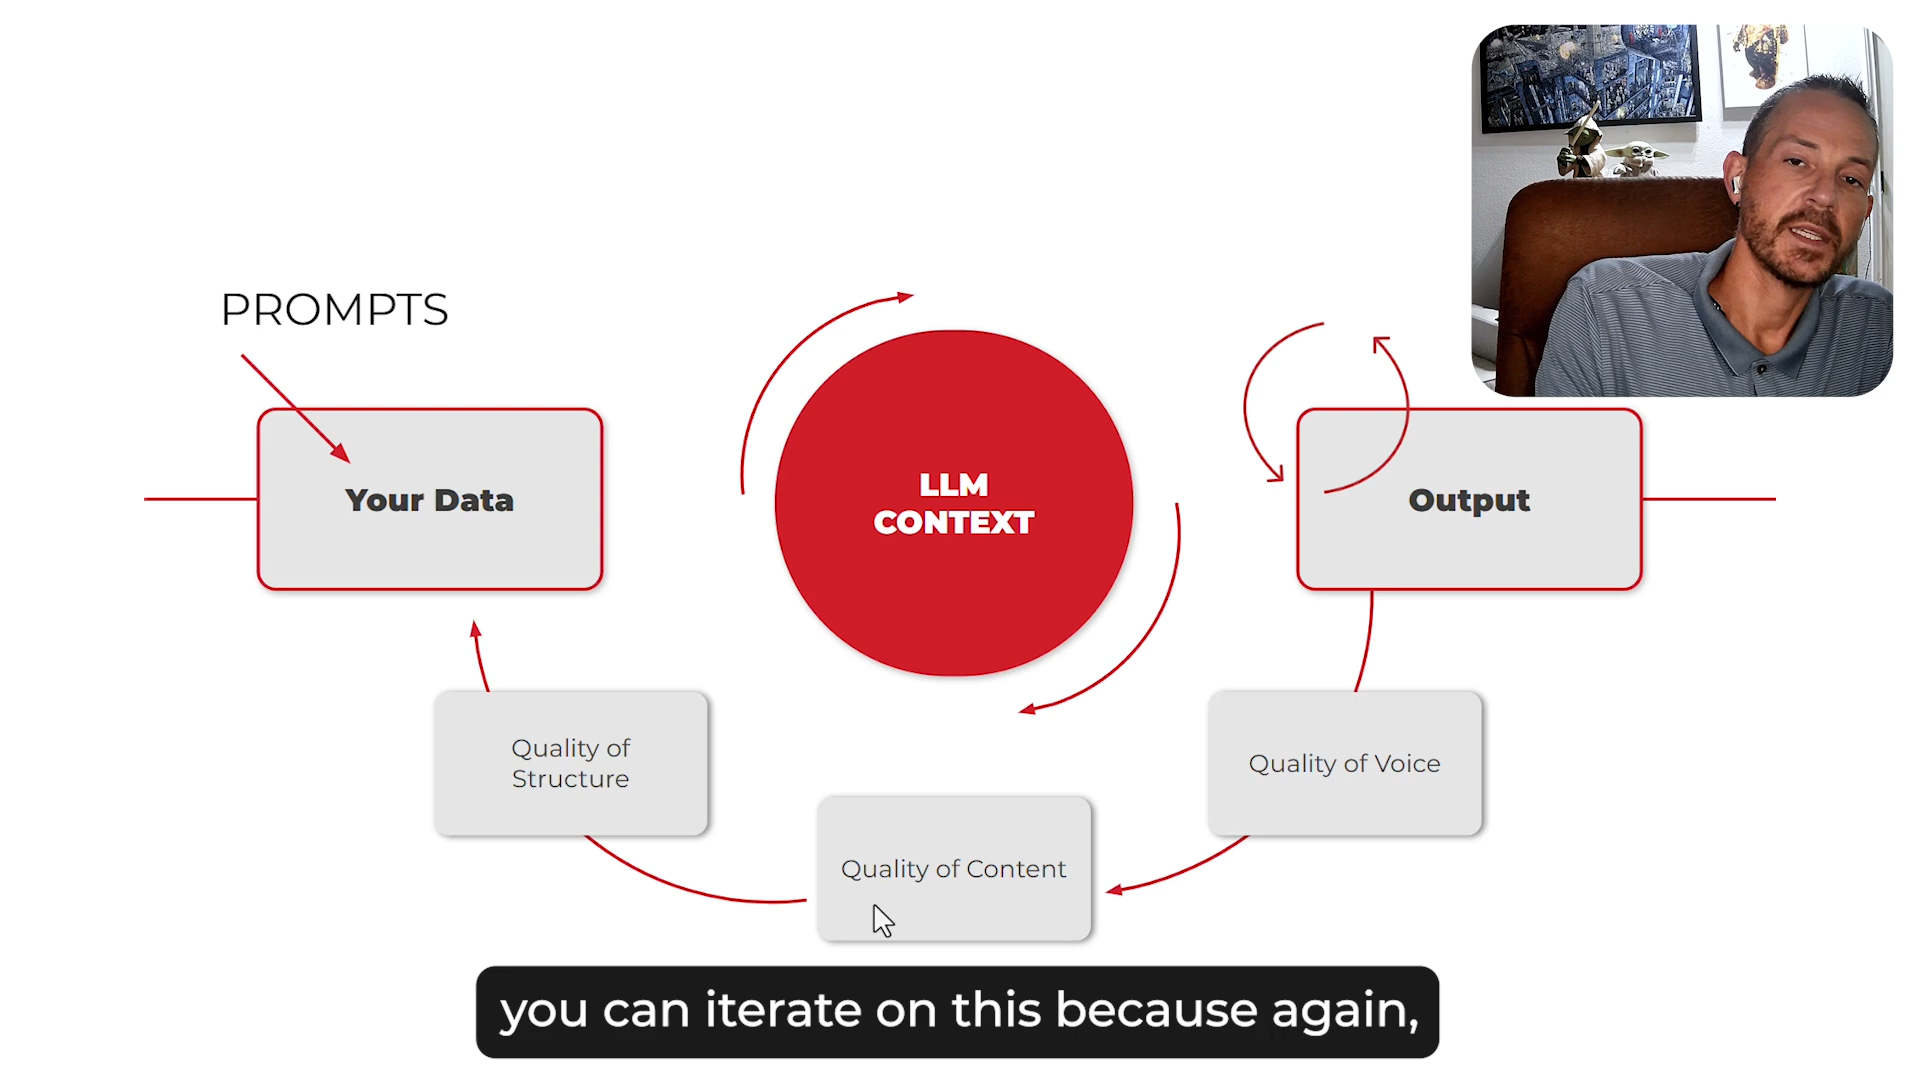 PROMPTS
Your Data
LLM
CONTEXT
Output
Quality of
Structure
Quality of Content
Quality of Voice
you can iterate on this because again,